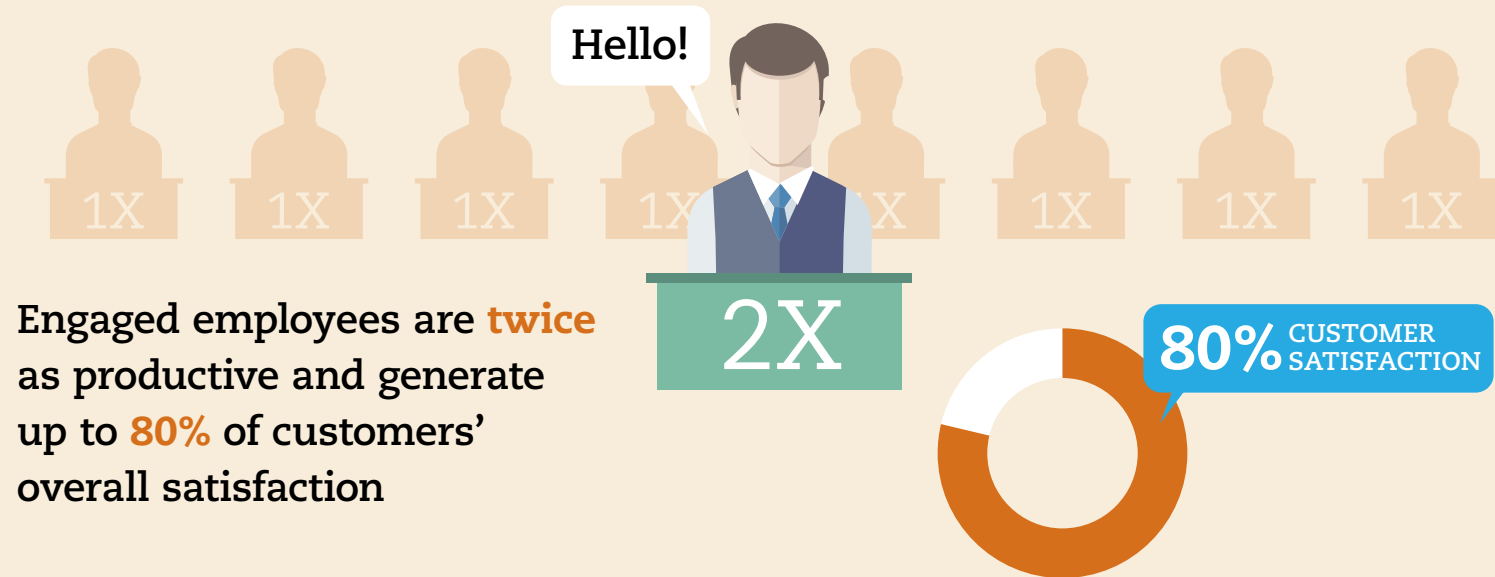 Hello!
1X
1X
1X
1X
1X
1X
1X
1X
2X
Engaged employees are twice
as productive and generate
up to 80% of customers’
overall satisfaction
80% CUSTOMER
SATISFACTION